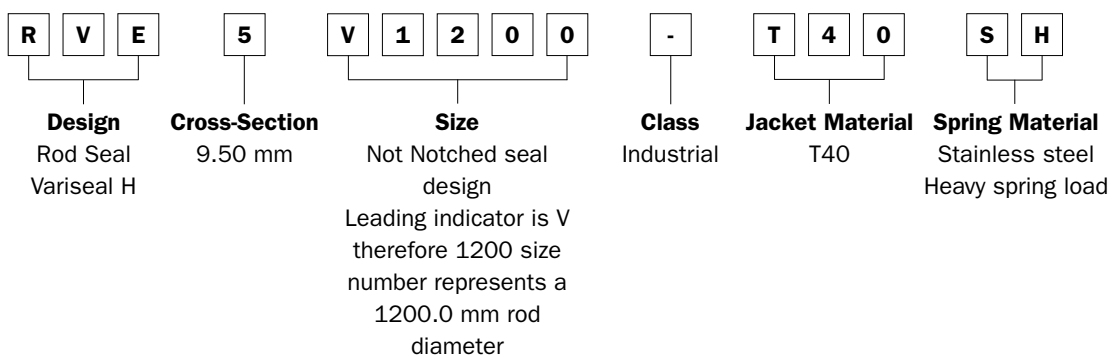 R V E 5 V 1 2 0 0 - T 4 0 S H
Design Cross-Section Size Class Jacket Material Spring Material
Rod Seal 9.50 mm Not Notched seal Industrial T40 Stainless steel
Variseal H design Heavy spring load
Leading indicator is V
therefore 1200 size
number represents a
1200.0 mm rod
diameter